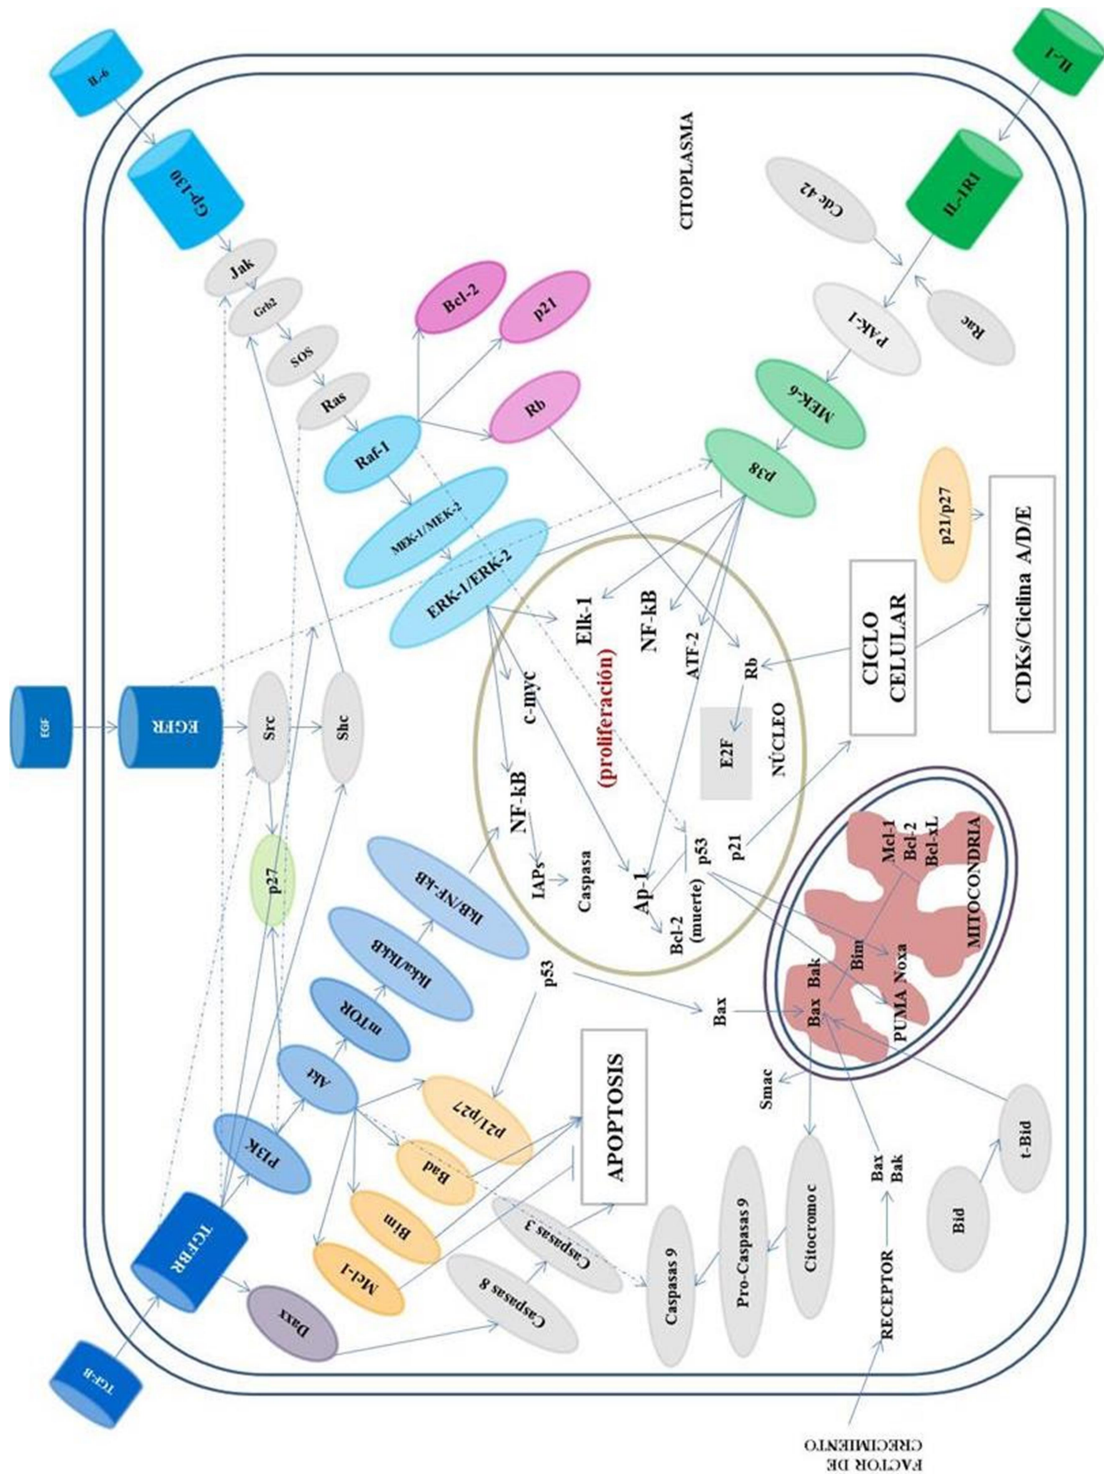 TGF-B
TGFBR
EGF
EGFR
IL-6
Gp-130
Jak
Grb2
SOS
Ras
Raf-1
MEK-1/MEK-2
ERK-1/ERK-2
Bcl-2
p21
Rb
Src
Shc
p27
PI3K
Akt
mTOR
Ikka/IkkB
IkB/NF-kB
Daxx
Mcl-1
Bim
Bad
p21/p27
Caspasas 8
Caspasas 3
APOPTOSIS
p53
NF-kB
c-myc
Elk-1
IAPs
Caspasa
(proliferación)
NF-kB
ATF-2
Ap-1
Bcl-2
(muerte)
p53
p21
E2F
Rb
NÚCLEO
p38
MEK-6
PAK-1
Cdc 42
Rac
IL-1R1
IL-1
CITOPLASMA
Caspasas 9
Pro-Caspasas 9
Citocromo c
Smac
Bax
Bax Bak
Bim
PUMA Noxa
Mcl-1
Bcl-2
Bcl-xL
MITOCONDRIA
CICLO
CELULAR
p21/p27
CDKs/Ciclina A/D/E
FACTOR DE
CRECIMIENTO
RECEPTOR
Bax
Bak
Bid
t-Bid